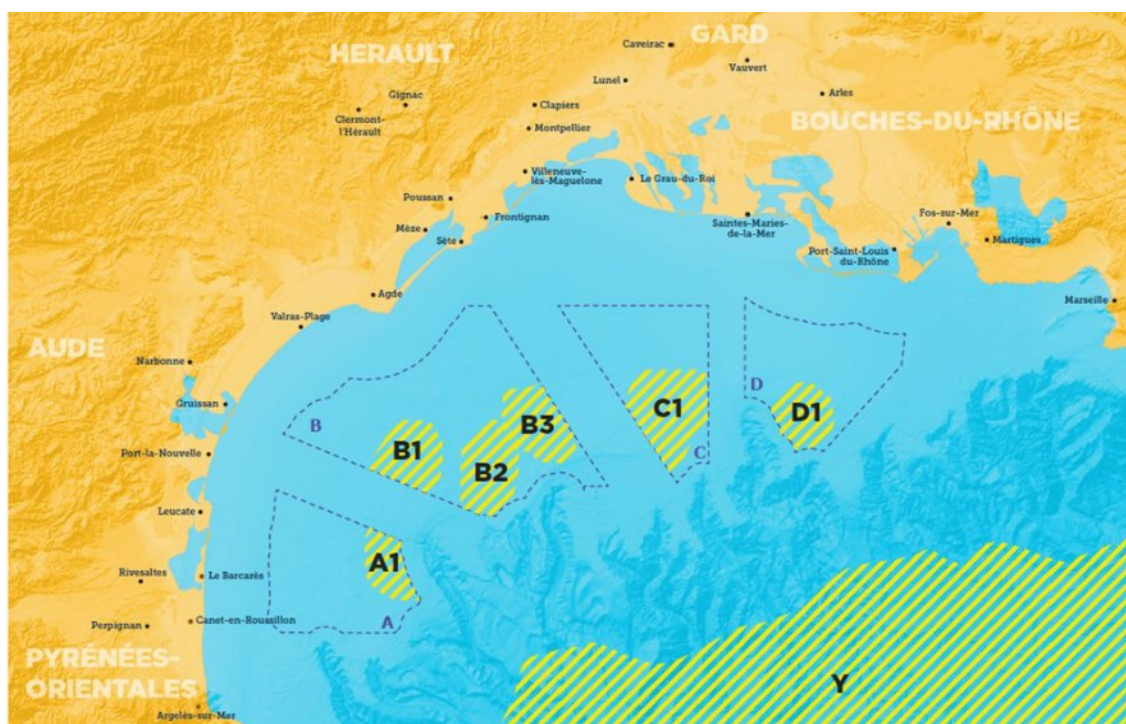 HERAULT
GARD
Caveirac
Vauvert
Lunel
Arles
Gignac
Clapiers
Clermont-
l'Hérault
Montpellier
BOUCHES-DU-RHÔNE
Villeneuve-
lès-Maguelone
Le Grau-du-Roi
Poussan
Frontignan
Saintes-Maries-
de-la-Mer
Fos-sur-Mer
Mèze
Sète
Martigues
Port-Saint-Louis
du-Rhône
Agde
Marseille
Valras-Plage
AUDE
Narbonne
D
Gruissan
B
C1
D1
B3
B1
C
Port-la-Nouvelle
B2
Leucate
A1
Rivesaltes
Le Barcarès
Canet-en-Roussillon
A
Perpignan
PYRÉNÉES-
ORIENTALES
Y
Argelès-sur-Mer